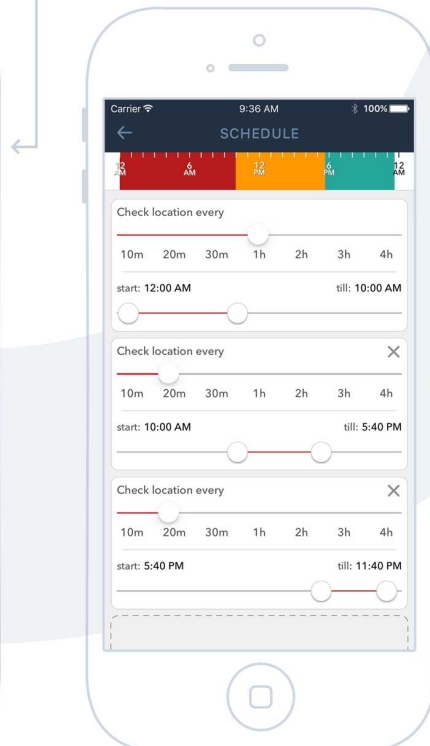 Carrier 9:36 AM 100%
SCHEDULE
12 AM 6 AM 12 PM 6 PM 12 AM
Check location every
10m 20m 30m 1h 2h 3h 4h
start: 12:00 AM till: 10:00 AM
Check location every
10m 20m 30m 1h 2h 3h 4h
start: 10:00 AM till: 5:40 PM
Check location every
10m 20m 30m 1h 2h 3h 4h
start: 5:40 PM till: 11:40 PM